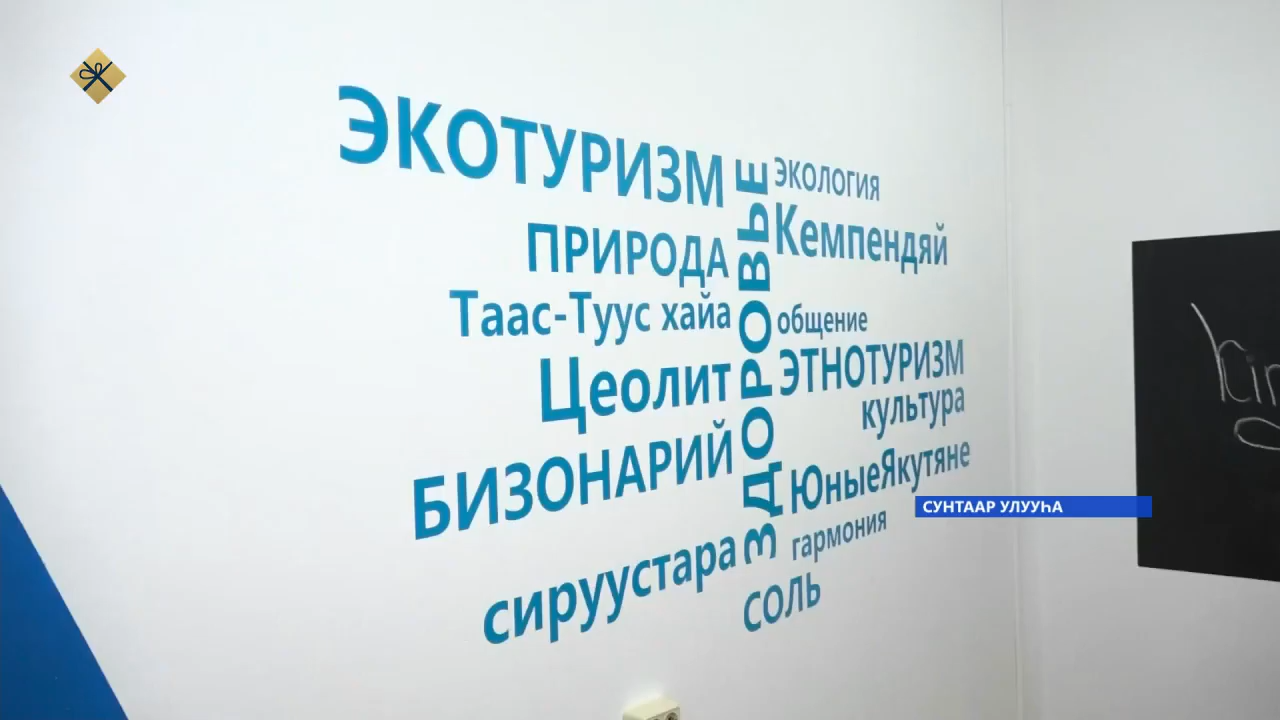 ЭКОТУРИЗМ
ПРИРОДА
Таас-Туус хайа
Цеолит
БИЗОНАРИЙ
сируустара
ЗДОРОВЬЕ
экология
Кемпендяй
общение
ЭТНОТУРИЗМ
культура
ЮныеЯкутяне
гармония
СОЛЬ
СУНТААР УЛУУҺА